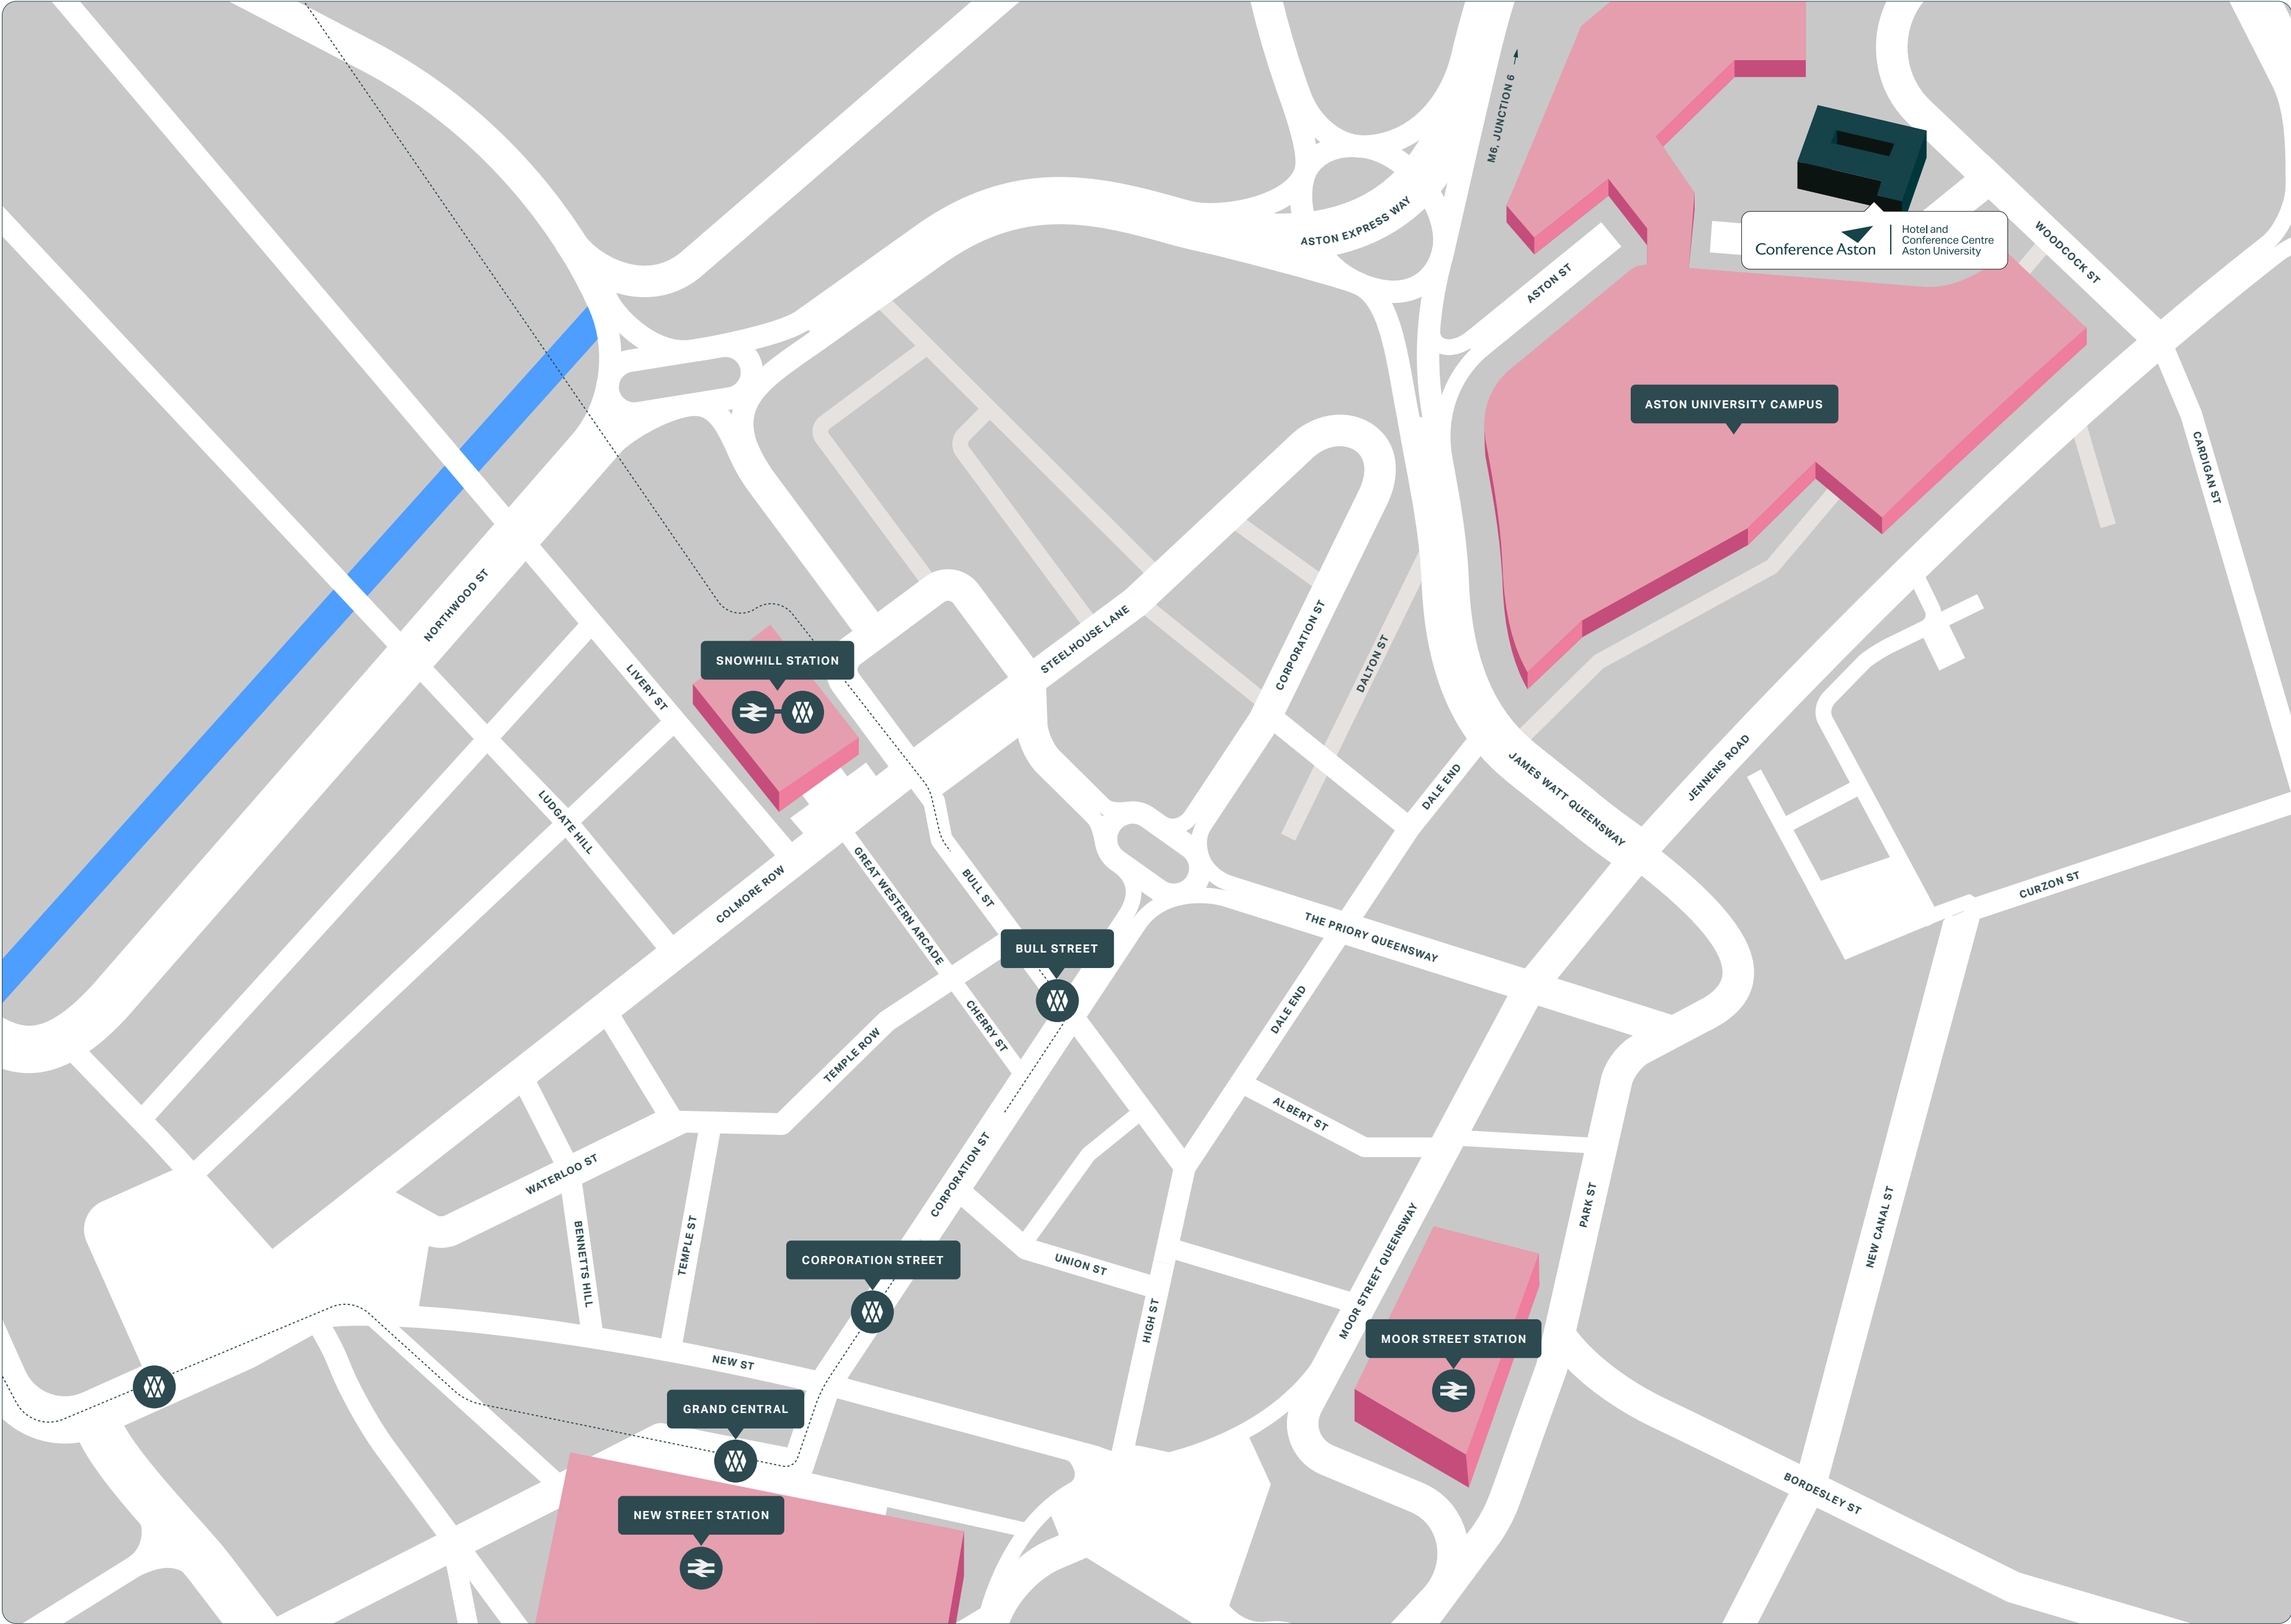 M6, JUNCTION 6
ASTON EXPRESS WAY
ASTON ST
Conference Aston
Hotel and
Conference Centre
Aston University
WOODCOCK ST
ASTON UNIVERSITY CAMPUS
CARDIGAN ST
NORTHWOOD ST
STEELHOUSE LANE
CORPORATION ST
DALTON ST
SNOWHILL STATION
LIVERY ST
LUDGATE HILL
DALE END
JAMES WATT QUEENSWAY
JENNENS ROAD
COLMORE ROW
GREAT WESTERN ARCADE
BULL ST
CURZON ST
THE PRIORY QUEENSWAY
BULL STREET
CHERRY ST
DALE END
TEMPLE ROW
ALBERT ST
WATERLOO ST
CORPORATION ST
PARK ST
NEW CANAL ST
BENNETTS HILL
TEMPLE ST
CORPORATION STREET
UNION ST
MOOR STREET QUEENSWAY
HIGH ST
MOOR STREET STATION
NEW ST
GRAND CENTRAL
BORDESLEY ST
NEW STREET STATION